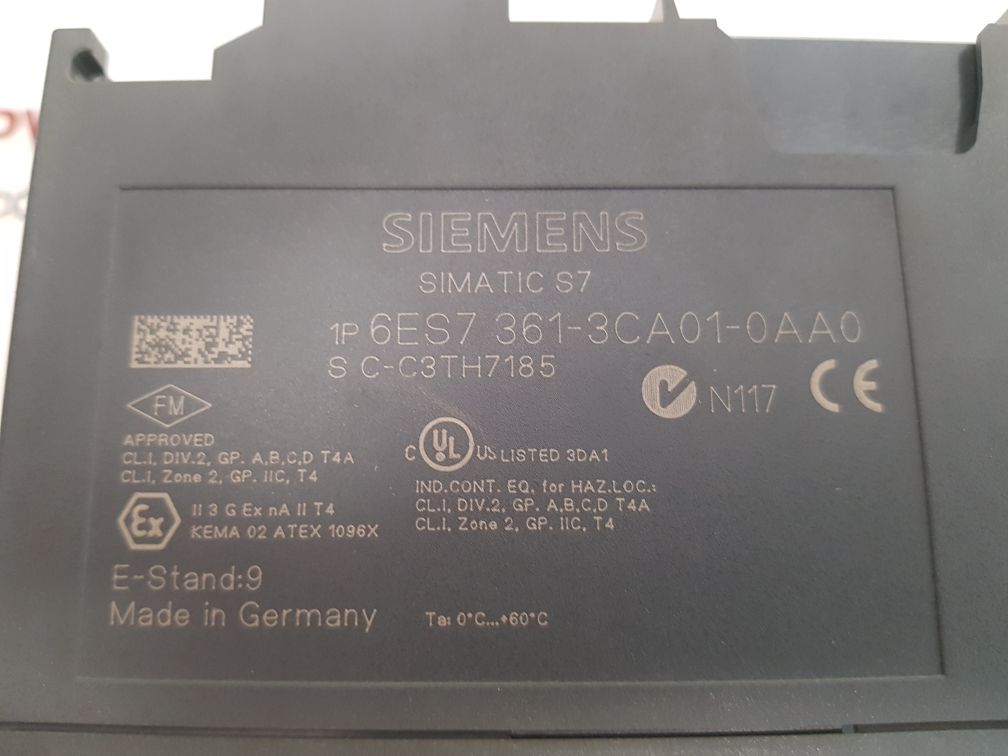 SIEMENS
SIMATIC S7
1P 6ES7 361-3CA01-0AA0
S C-C3TH7185
N117
CE
FM
APPROVED
CL.I, DIV.2, GP. A,B,C,D T4A
CL.I, Zone 2, GP. IIC, T4
C UL US LISTED 3DA1
IND.CONT. EQ. for HAZ.LOC.:
CL.I, DIV.2, GP. A,B,C,D T4A
CL.I, Zone 2, GP. IIC, T4
Ex II 3 G Ex nA II T4
KEMA 02 ATEX 1096X
E-Stand:9
Made in Germany
Ta: 0°C...+60°C